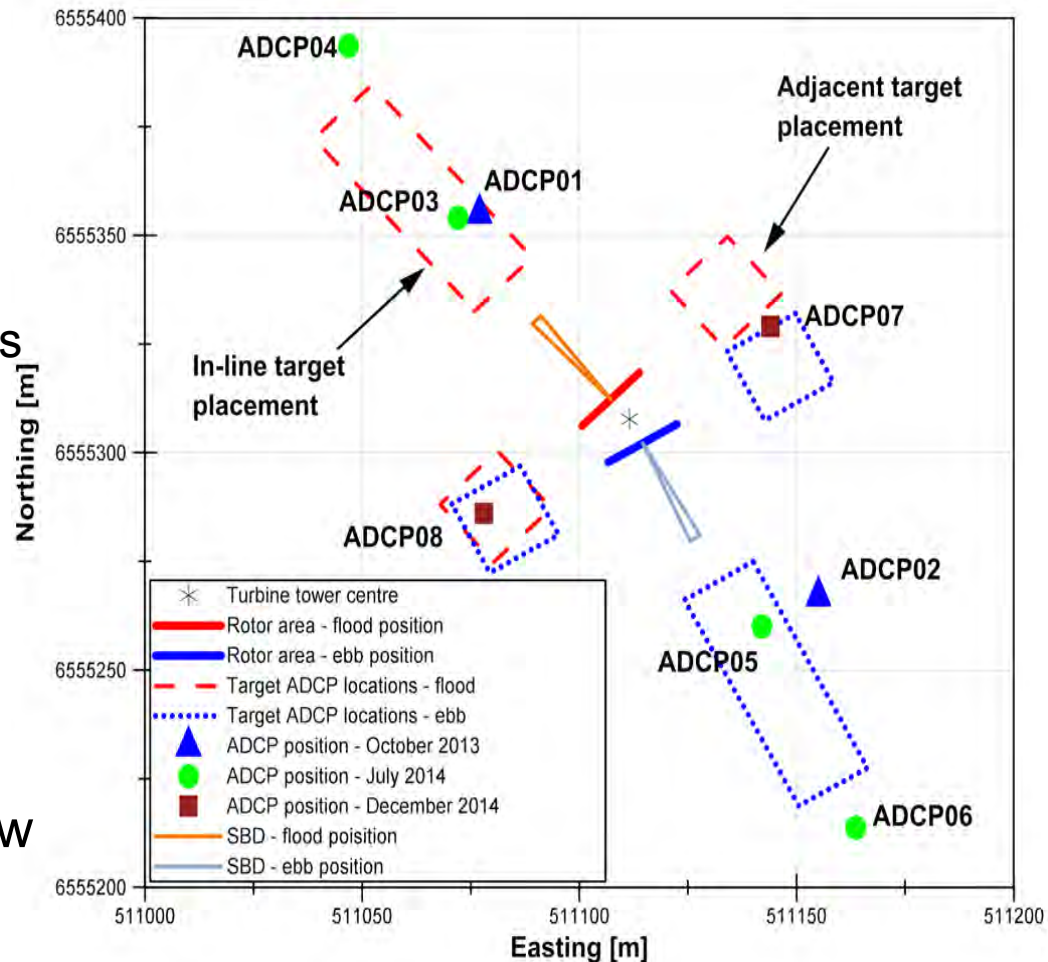 6555400
ADCP04
Adjacent target
placement
ADCP01
ADCP03
6555350
ADCP07
s
In-line target
placement
Northing [m]
6555300
ADCP08
ADCP02
Turbine tower centre
Rotor area - flood position
Rotor area - ebb position
ADCP05
6555250
Target ADCP locations - flood
Target ADCP locations - ebb
ADCP position - October 2013
ADCP position - July 2014
ADCP position - December 2014
ADCP06
w
SBD - flood position
SBD - ebb position
6555200
511000 511050 511100 511150 511200
Easting [m]